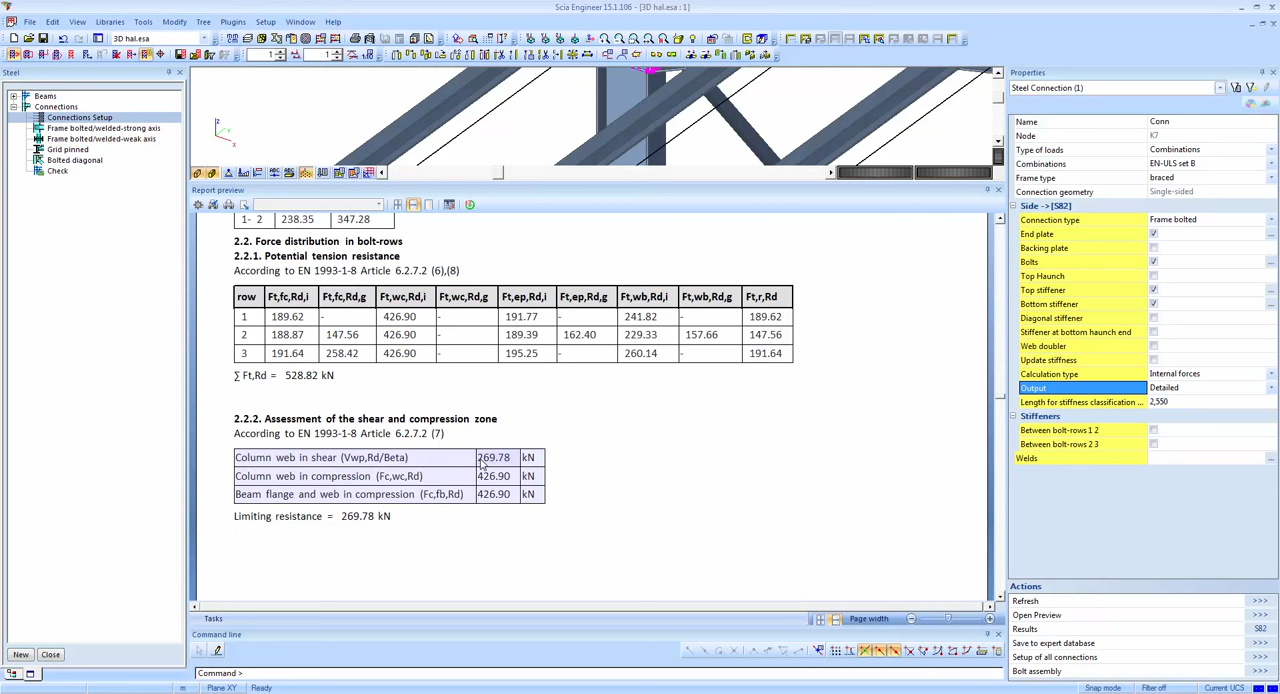 Scia Engineer 15.1.106 - [3D hal.esa : 1]
File Edit View Libraries Tools Modify Tree Plugins Setup Window Help
3D hal.esa
1 1
Steel
Beams
Connections
Connections Setup
Frame bolted/welded-strong axis
Frame bolted/welded-weak axis
Grid pinned
Bolted diagonal
Check
New Close
z
y
x
Report preview
1- 2 238.35 347.28
2.2. Force distribution in bolt-rows
2.2.1. Potential tension resistance
According to EN 1993-1-8 Article 6.2.7.2 (6),(8)
row Ft,fc,Rd,i Ft,fc,Rd,g Ft,wc,Rd,i Ft,wc,Rd,g Ft,ep,Rd,i Ft,ep,Rd,g Ft,wb,Rd,i Ft,wb,Rd,g Ft,r,Rd
1 189.62 - 426.90 - 191.77 - 241.82 - 189.62
2 188.87 147.56 426.90 - 189.39 162.40 229.33 157.66 147.56
3 191.64 258.42 426.90 - 195.25 - 260.14 - 191.64
∑ Ft,Rd = 528.82 kN
2.2.2. Assessment of the shear and compression zone
According to EN 1993-1-8 Article 6.2.7.2 (7)
Column web in shear (Vwp,Rd/Beta) 269.78 kN
Column web in compression (Fc,wc,Rd) 426.90 kN
Beam flange and web in compression (Fc,fb,Rd) 426.90 kN
Limiting resistance = 269.78 kN
Tasks
Page width
Command line
Command >
m Plane XY Ready Snap mode Filter off Current UCS
Properties
Steel Connection (1)
Name Conn
Node K7
Type of loads Combinations
Combinations EN-ULS set B
Frame type braced
Connection geometry Single-sided
Side ->[S82]
Connection type Frame bolted
End plate
Backing plate
Bolts
Top Haunch
Top stiffener
Bottom stiffener
Diagonal stiffener
Stiffener at bottom haunch end
Web doubler
Update stiffness
Calculation type Internal forces
Output Detailed
Length for stiffness classification ... 2,550
Stiffeners
Between bolt-rows 1 2
Between bolt-rows 2 3
Welds
Actions
Refresh >>>
Open Preview >>>
Results S82
Save to expert database >>>
Setup of all connections >>>
Bolt assembly >>>